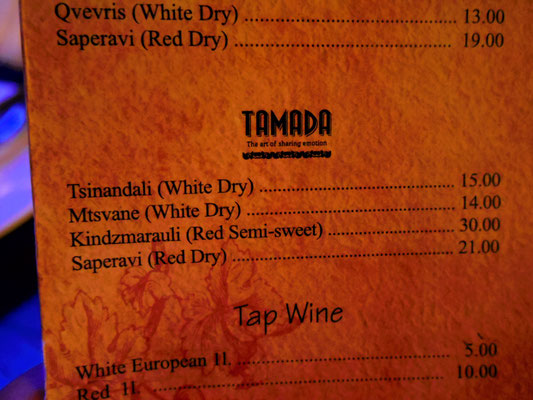 Qvevris (White Dry) ........ 13.00
Saperavi (Red Dry) ........ 19.00
TAMADA
The art of sharing emotion
Tsinandali (White Dry) ........ 15.00
Mtsvane (White Dry) ........ 14.00
Kindzmarauli (Red Semi-sweet) ........ 30.00
Saperavi (Red Dry) ........ 21.00
Tap Wine
White European 1l. ........ 5.00
Red 1l. ........ 10.00